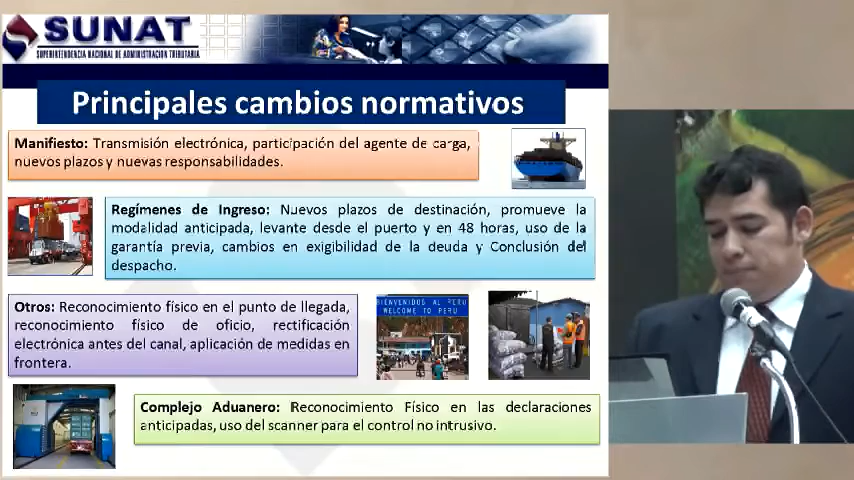 SUNAT
SUPERINTENDENCIA NACIONAL DE ADMINISTRACIÓN TRIBUTARIA
Principales cambios normativos
Manifiesto: Transmisión electrónica, participación del agente de carga,
nuevos plazos y nuevas responsabilidades.
Regímenes de Ingreso: Nuevos plazos de destinación, promueve la
modalidad anticipada, levante desde el puerto y en 48 horas, uso de la
garantía previa, cambios en exigibilidad de la deuda y Conclusión del
despacho.
Otros: Reconocimiento físico en el punto de llegada,
reconocimiento físico de oficio, rectificación
electrónica antes del canal, aplicación de medidas en
frontera.
BIENVENIDOS AL PERU
WELCOME TO PERU
Complejo Aduanero: Reconocimiento Físico en las declaraciones
anticipadas, uso del scanner para el control no intrusivo.